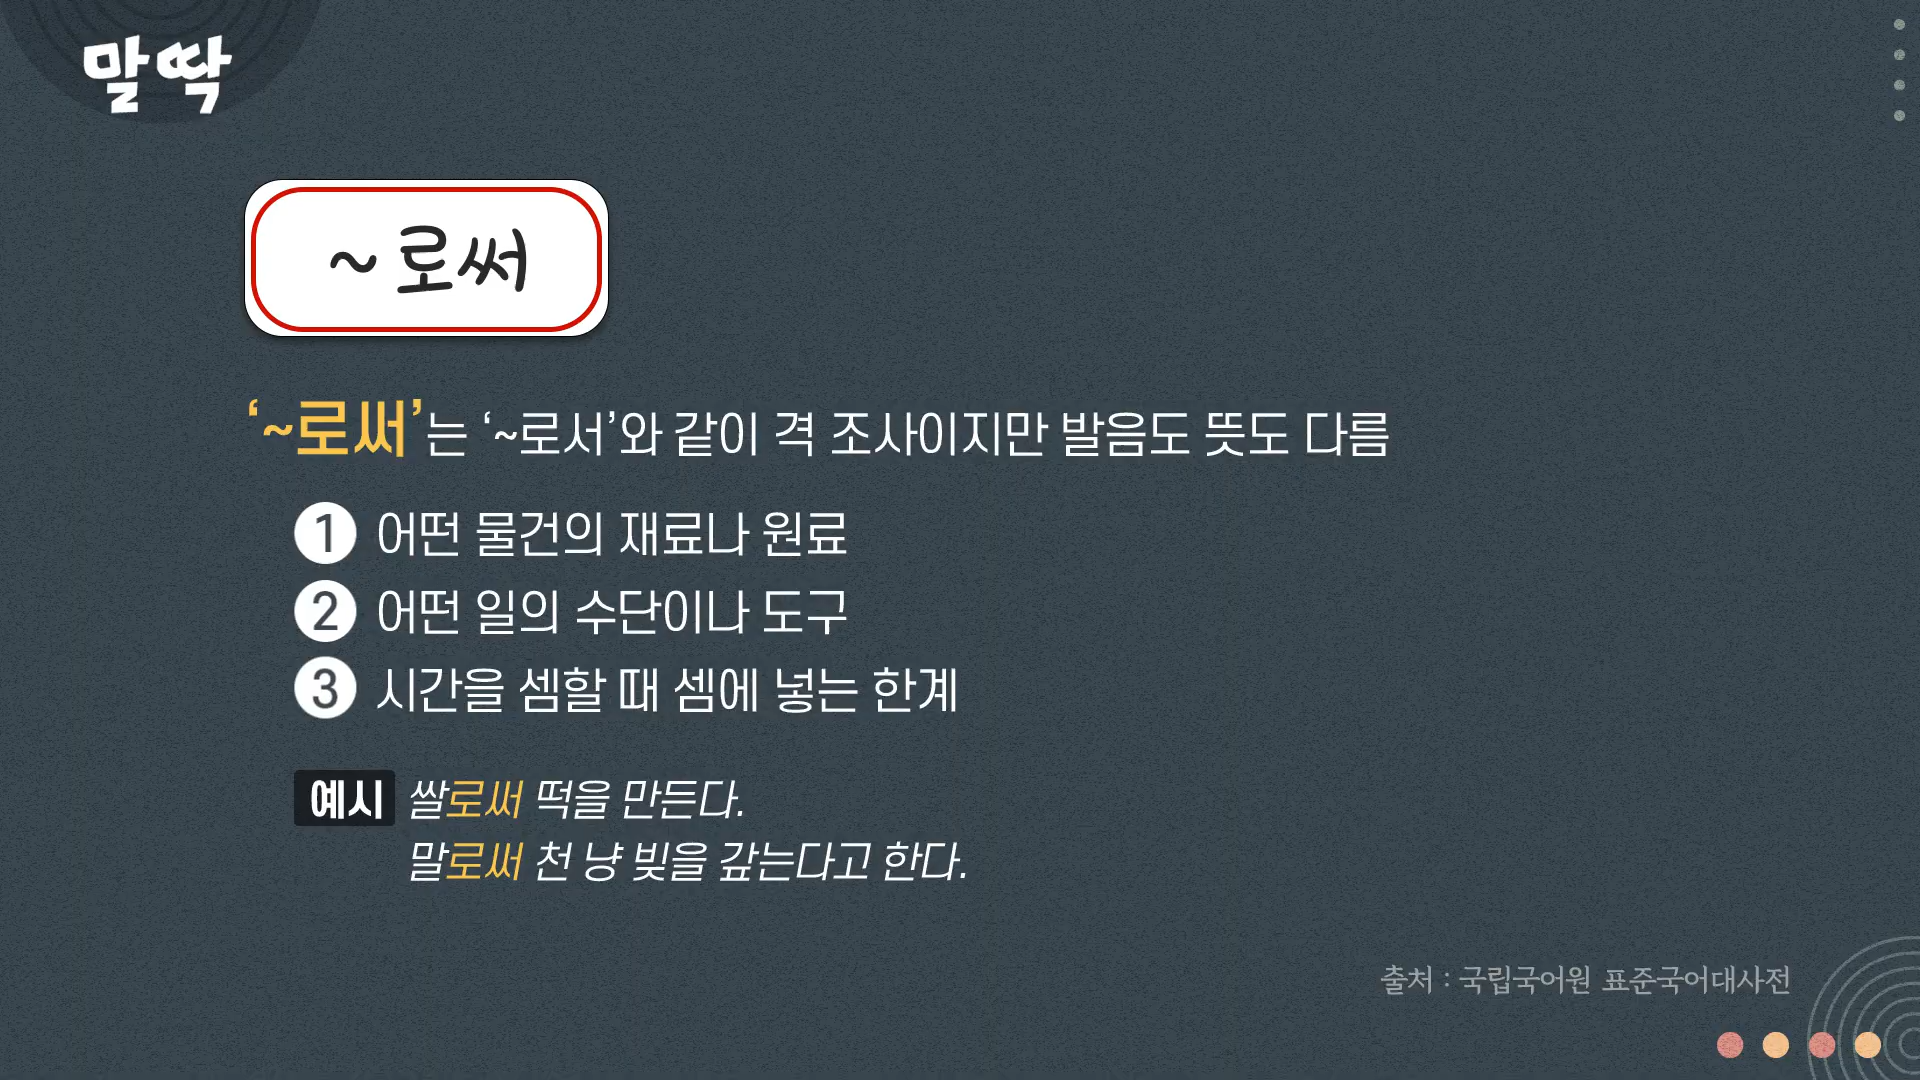 말딱
~로써
‘~로써’는 ‘~로서’와 같이 격 조사이지만 발음도 뜻도 다름
1 어떤 물건의 재료나 원료
2 어떤 일의 수단이나 도구
3 시간을 셈할 때 셈에 넣는 한계
예시 쌀로써 떡을 만든다.
말로써 천 냥 빚을 갚는다고 한다.
출처 : 국립국어원 표준국어대사전